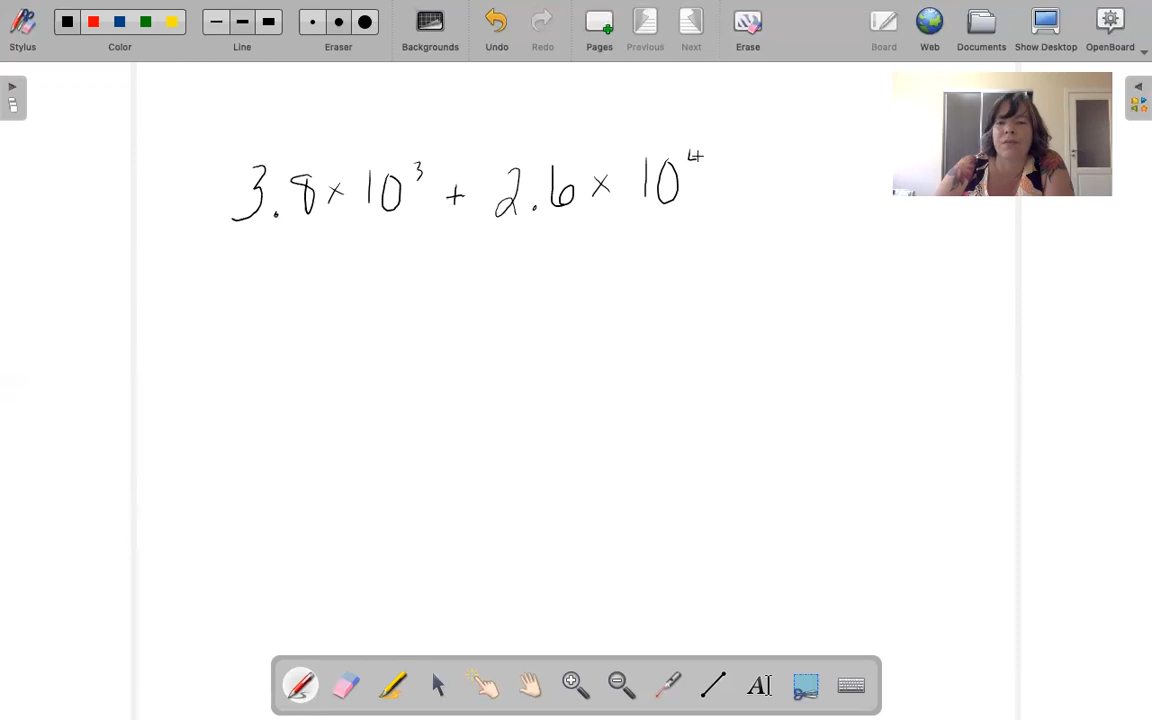 Stylus Color Line Eraser Backgrounds Undo Redo Pages Previous Next Erase Board Web Documents Show Desktop OpenBoard
3.8 × 10³ + 2.6 × 10⁴
A